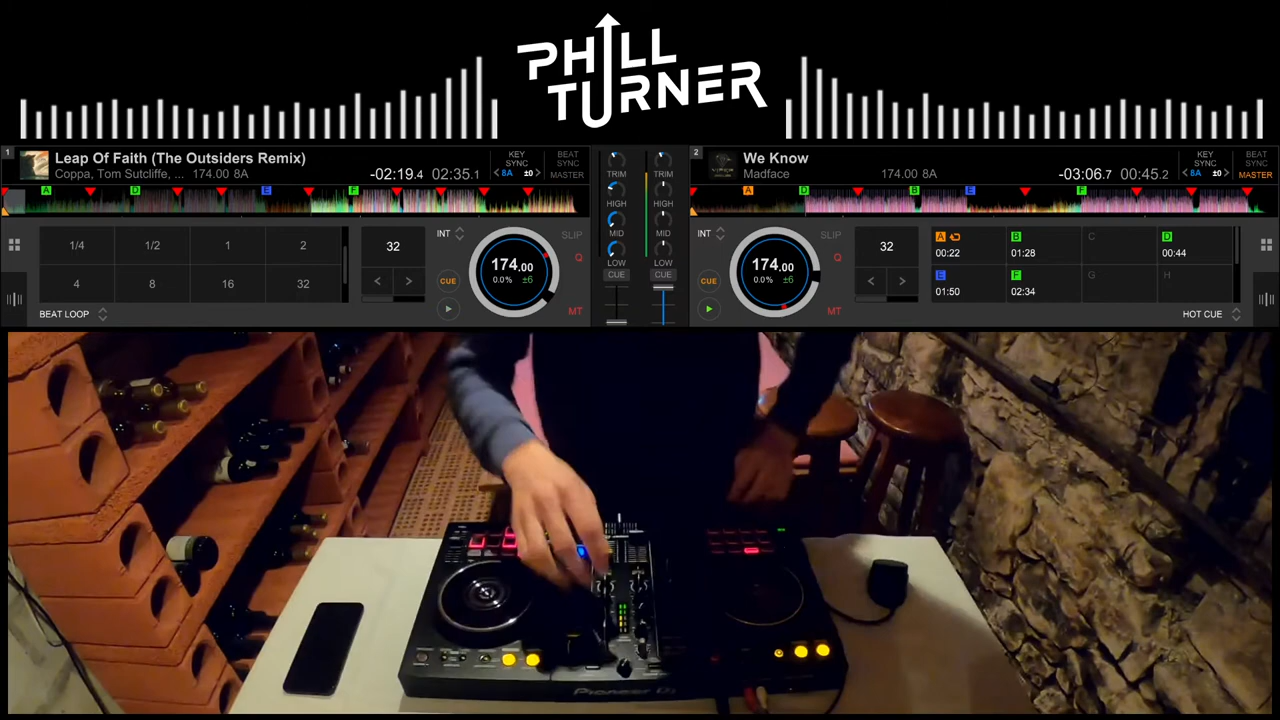 PHILL
TURNER
1
Leap Of Faith (The Outsiders Remix)
Coppa, Tom Sutcliffe, ... 174.00 8A
KEY SYNC
< 8A ±0 >
BEAT SYNC
MASTER
-02:19.4 02:35.1
A D E F
1/4 1/2 1 2
4 8 16 32
BEAT LOOP
32
< >
INT
SLIP
CUE
174.00
0.0% ±6
Q
MT
TRIM TRIM
HIGH HIGH
MID MID
LOW LOW
CUE CUE
2
We Know
Madface 174.00 8A
KEY SYNC
< 8A ±0 >
BEAT SYNC
MASTER
-03:06.7 00:45.2
A D B E F
INT
SLIP
CUE
174.00
0.0% ±6
Q
MT
32
< >
A B C D
00:22 01:28 00:44
E F G H
01:50 02:34
HOT CUE
Pioneer DJ